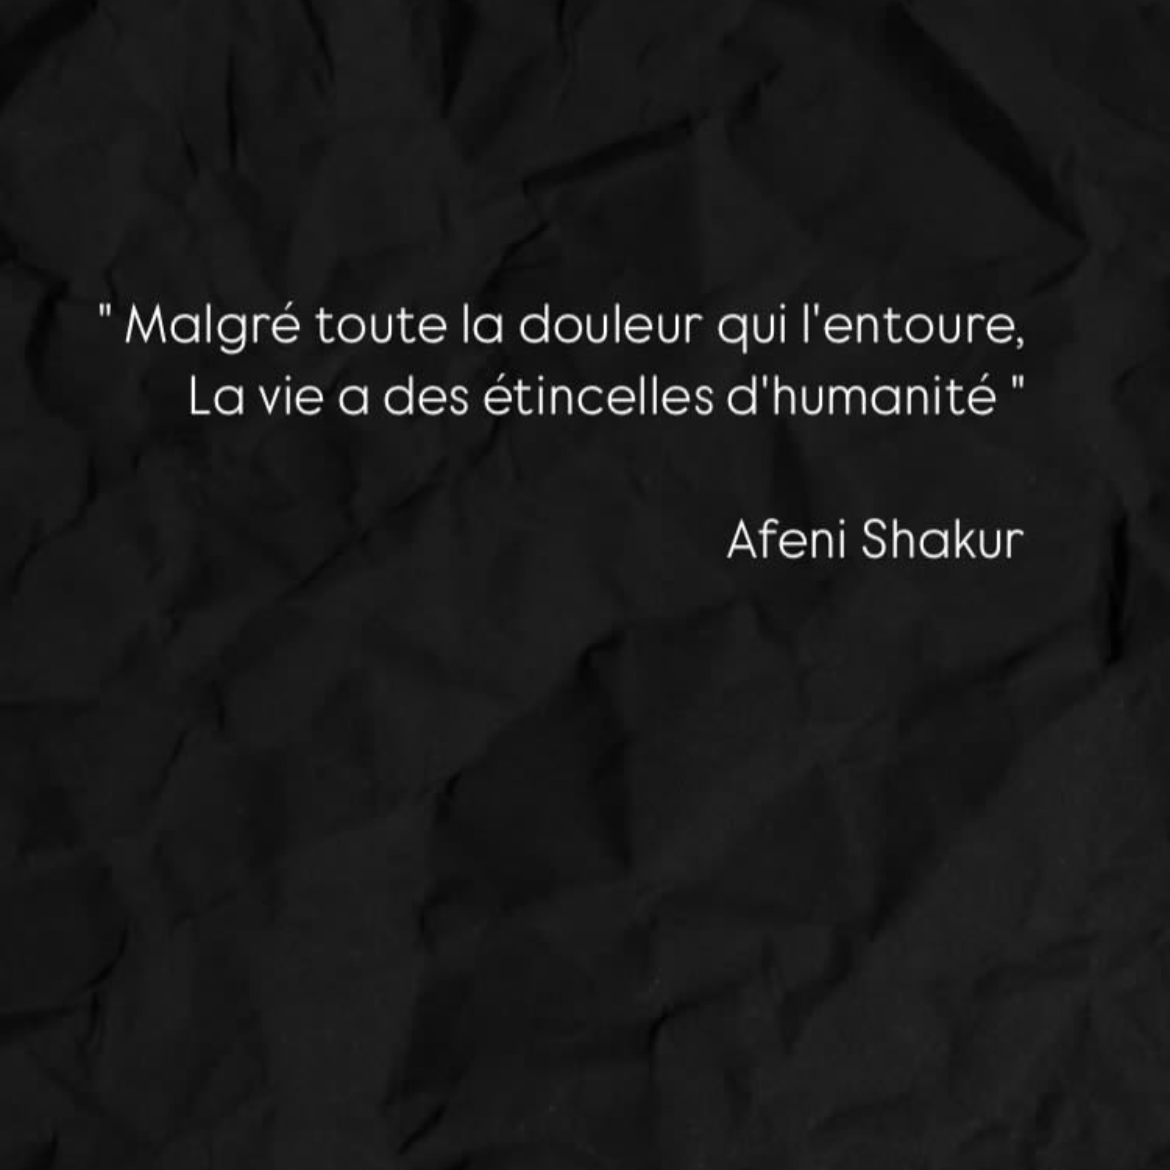 " Malgré toute la douleur qui l'entoure,
La vie a des étincelles d'humanité "
Afeni Shakur